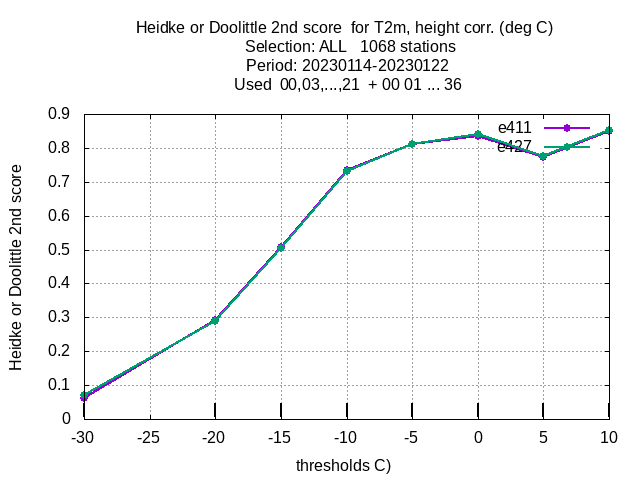 Heidke or Doolittle 2nd score  for T2m, height corr. (deg C)
Selection: ALL   1068 stations
Period: 20230114-20230122
Used  00,03,...,21  + 00 01 ... 36
Heidke or Doolittle 2nd score
0.9
0.8
0.7
0.6
0.5
0.4
0.3
0.2
0.1
0
e411
e427
-30 -25 -20 -15 -10 -5 0 5 10
thresholds C)